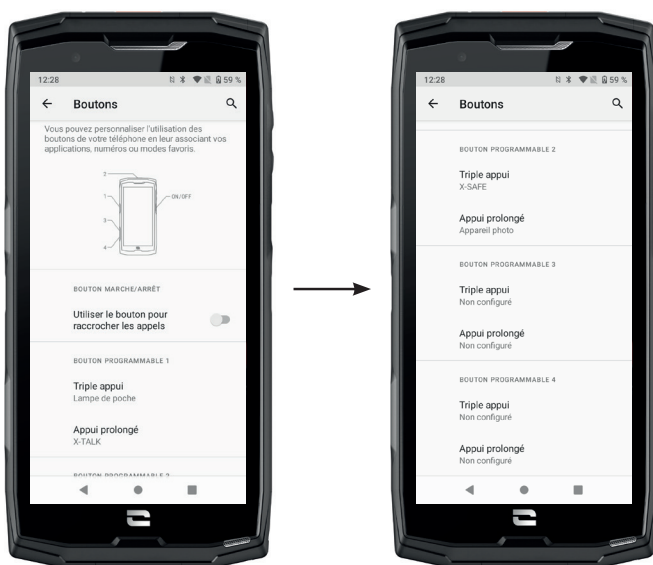 12:28 59 %
Boutons
Vous pouvez personnaliser l'utilisation des
boutons de votre téléphone en leur associant vos
applications, numéros ou modes favoris.
2
1
ON/OFF
3
4
BOUTON MARCHE/ARRÊT
Utiliser le bouton pour
raccrocher les appels
BOUTON PROGRAMMABLE 1
Triple appui
Lampe de poche
Appui prolongé
X-TALK
BOUTON PROGRAMMABLE 2
12:28 59 %
Boutons
BOUTON PROGRAMMABLE 2
Triple appui
X-SAFE
Appui prolongé
Appareil photo
BOUTON PROGRAMMABLE 3
Triple appui
Non configuré
Appui prolongé
Non configuré
BOUTON PROGRAMMABLE 4
Triple appui
Non configuré
Appui prolongé
Non configuré